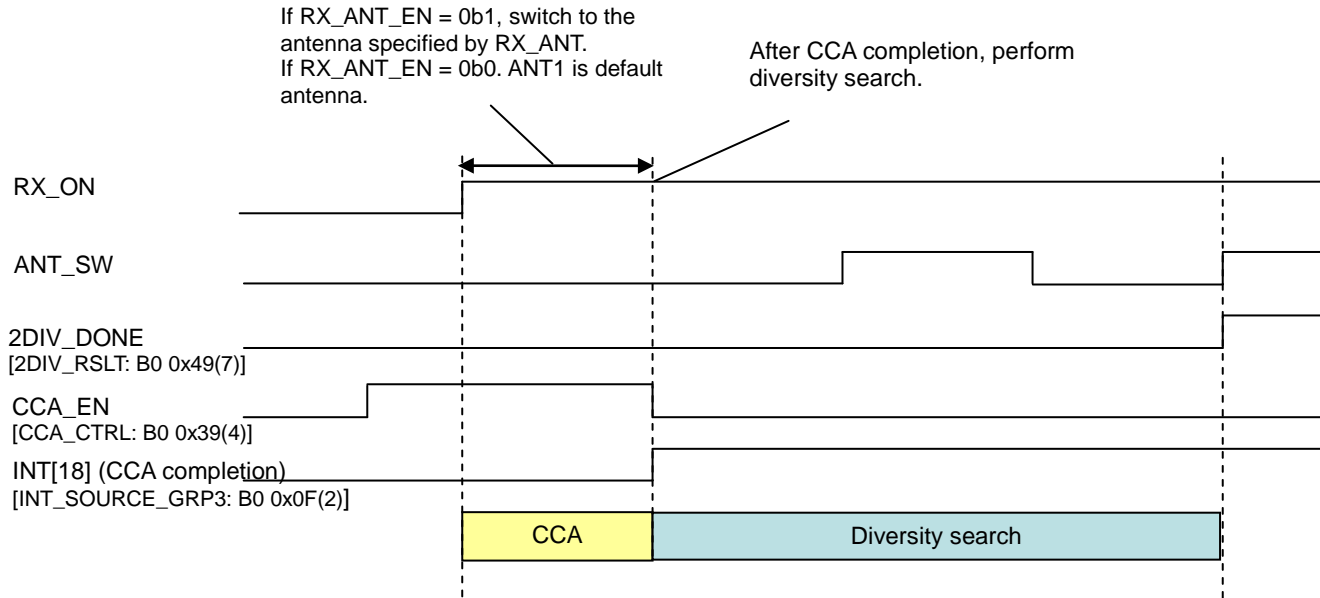 If RX_ANT_EN = 0b1, switch to the
antenna specified by RX_ANT.
If RX_ANT_EN = 0b0. ANT1 is default
antenna.
After CCA completion, perform
diversity search.
RX_ON
ANT_SW
2DIV_DONE
[2DIV_RSLT: B0 0x49(7)]
CCA_EN
[CCA_CTRL: B0 0x39(4)]
INT[18] (CCA completion)
[INT_SOURCE_GRP3: B0 0x0F(2)]
CCA
Diversity search